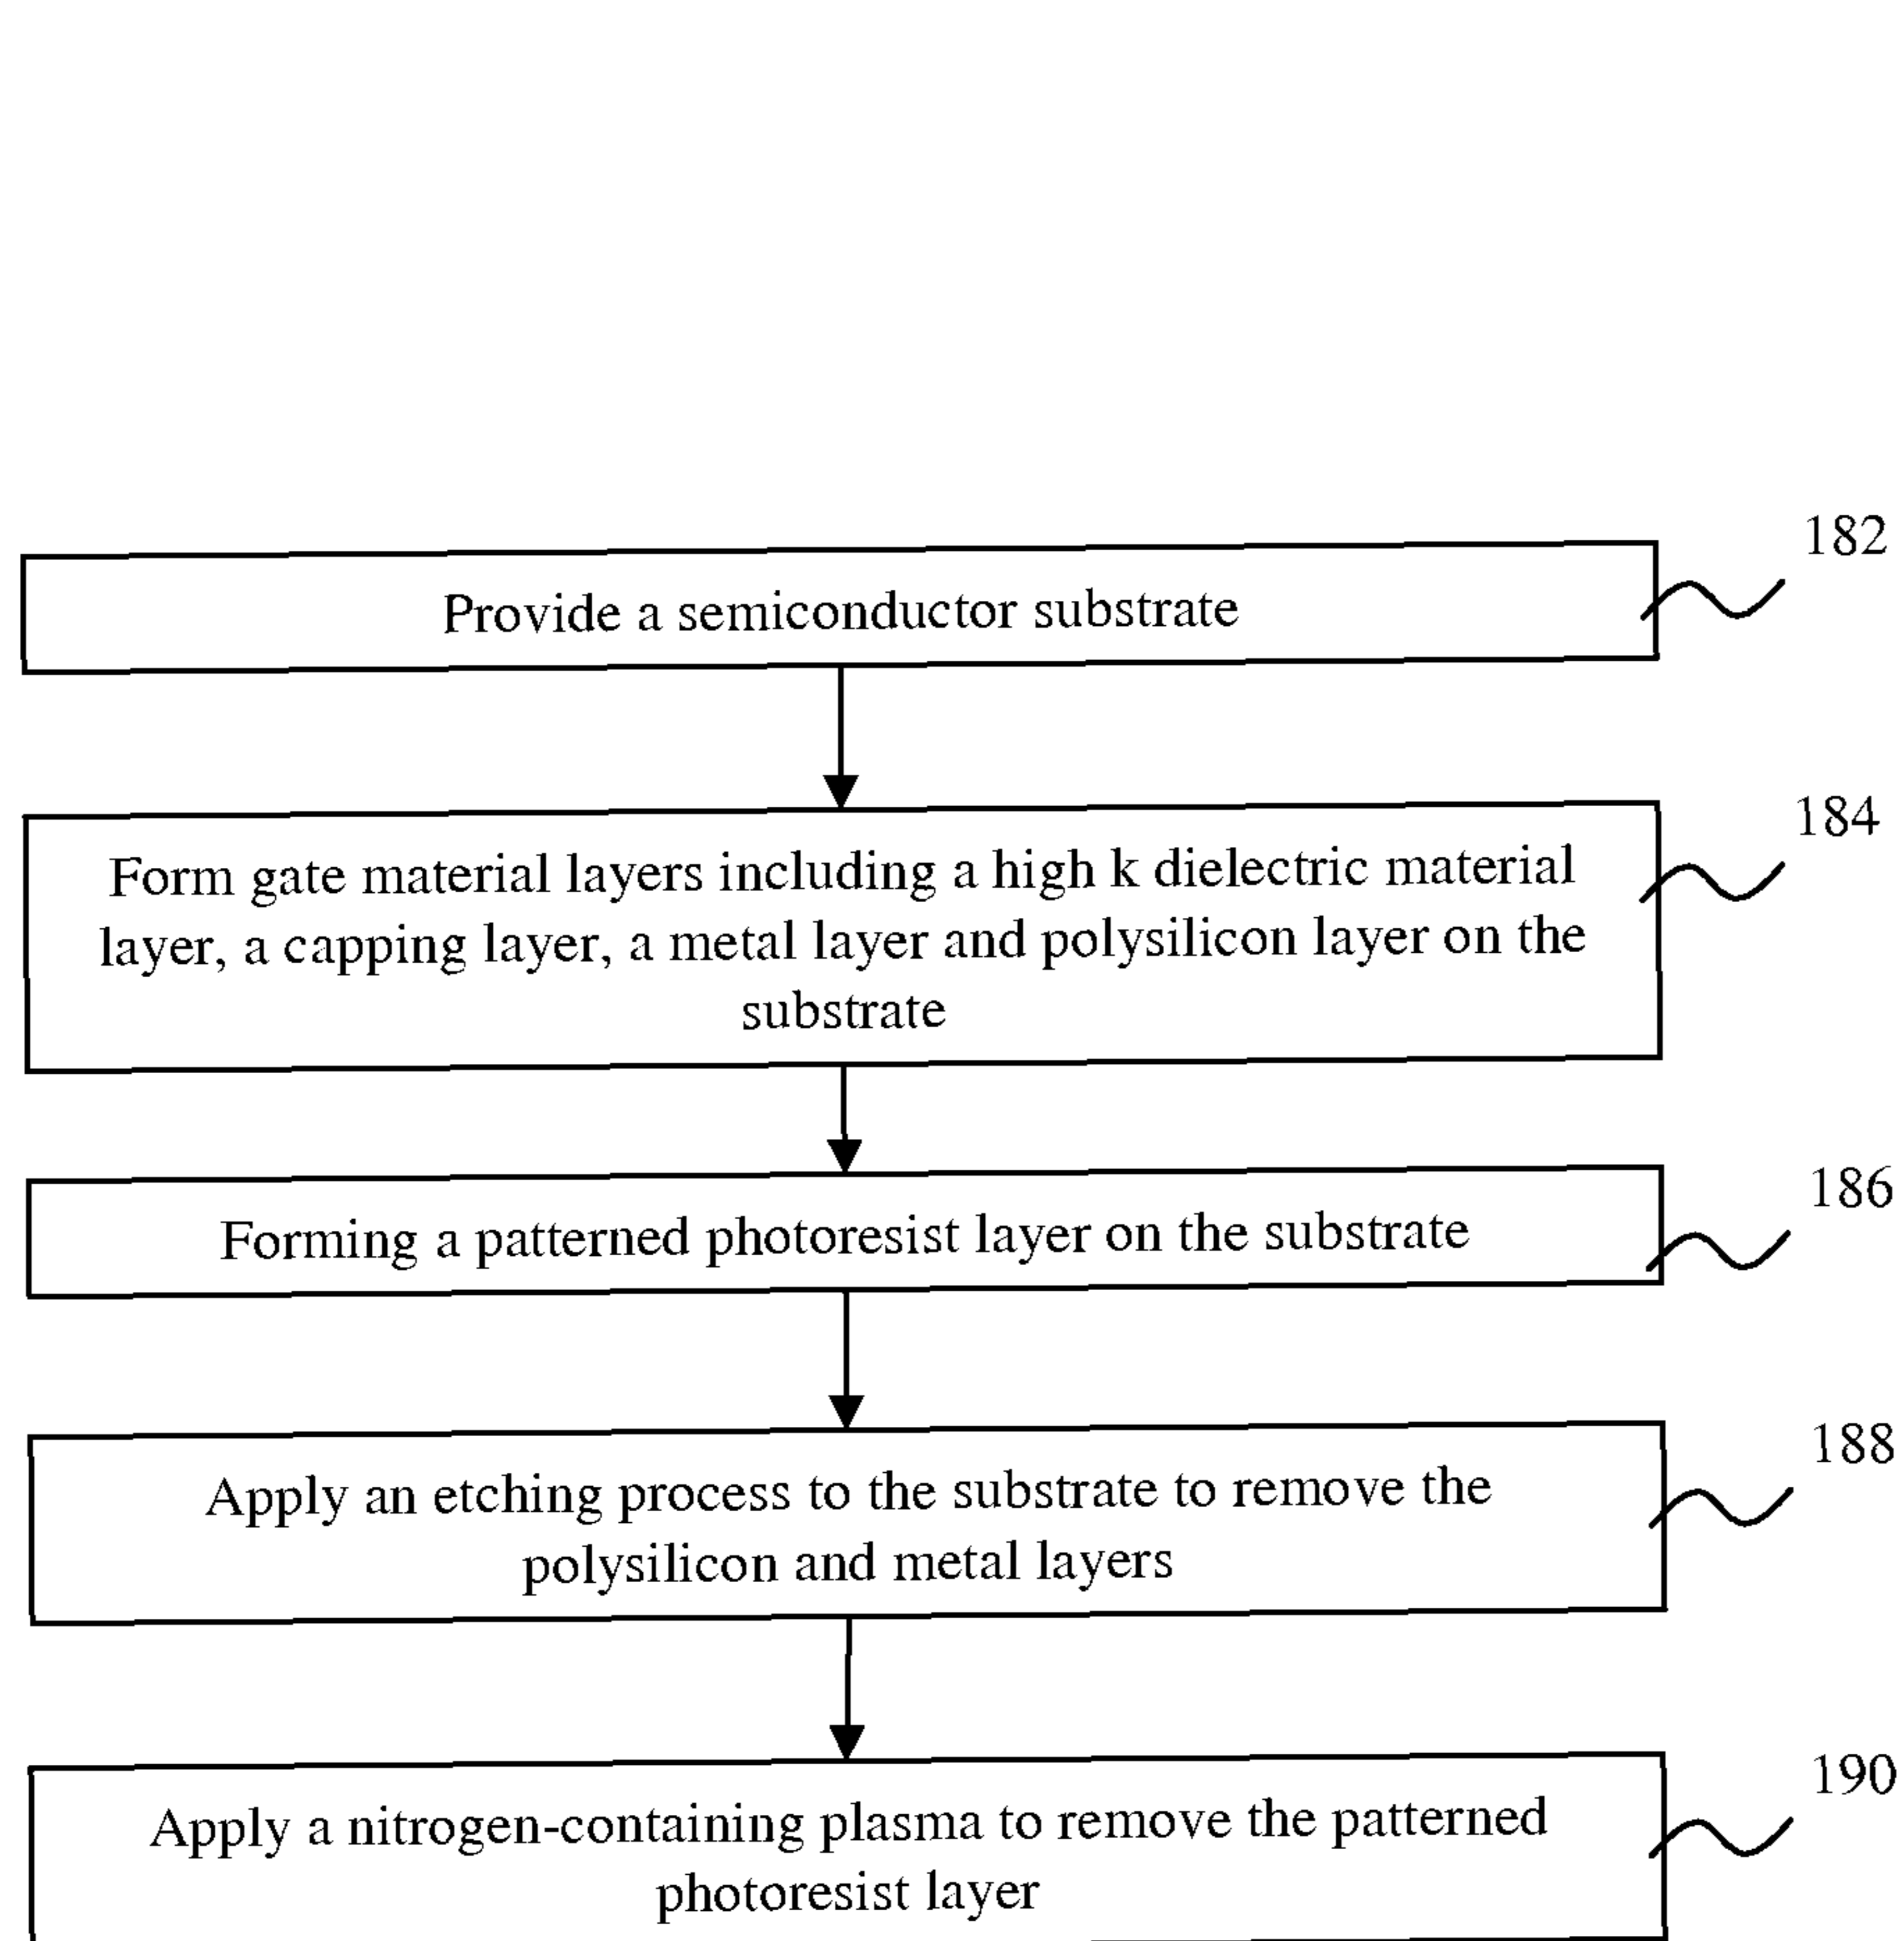 182
Provide a semiconductor substrate
184
Form gate material layers including a high k dielectric material
layer, a capping layer, a metal layer and polysilicon layer on the
substrate
186
Forming a patterned photoresist layer on the substrate
188
Apply an etching process to the substrate to remove the
polysilicon and metal layers
190
Apply a nitrogen-containing plasma to remove the patterned
photoresist layer